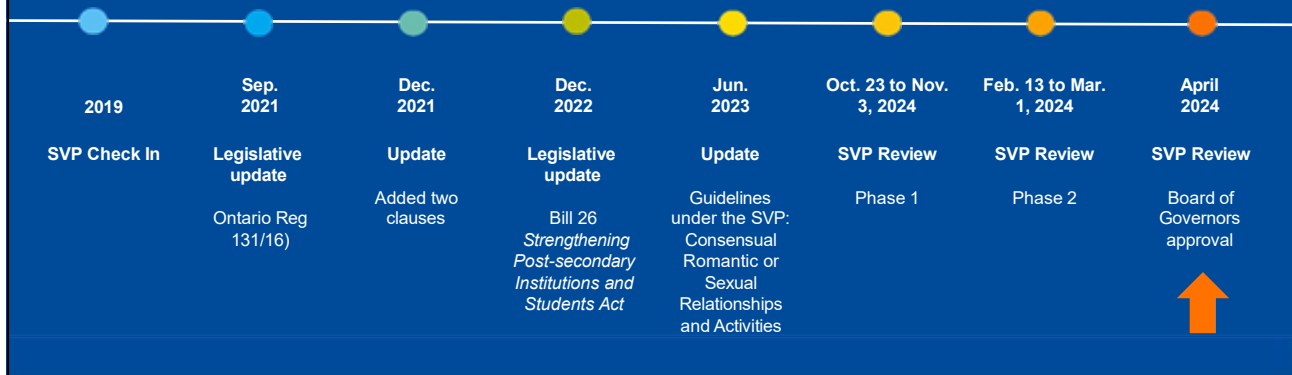 2019
SVP Check In
Sep.
2021
Legislative
update
Ontario Reg
131/16)
Dec.
2021
Update
Added two
clauses
Dec.
2022
Legislative
update
Bill 26
Strengthening
Post-secondary
Institutions and
Students Act
Jun.
2023
Update
Guidelines
under the SVP:
Consensual
Romantic or
Sexual
Relationships
and Activities
Oct. 23 to Nov.
3, 2024
SVP Review
Phase 1
Feb. 13 to Mar.
1, 2024
SVP Review
Phase 2
April
2024
SVP Review
Board of
Governors
approval